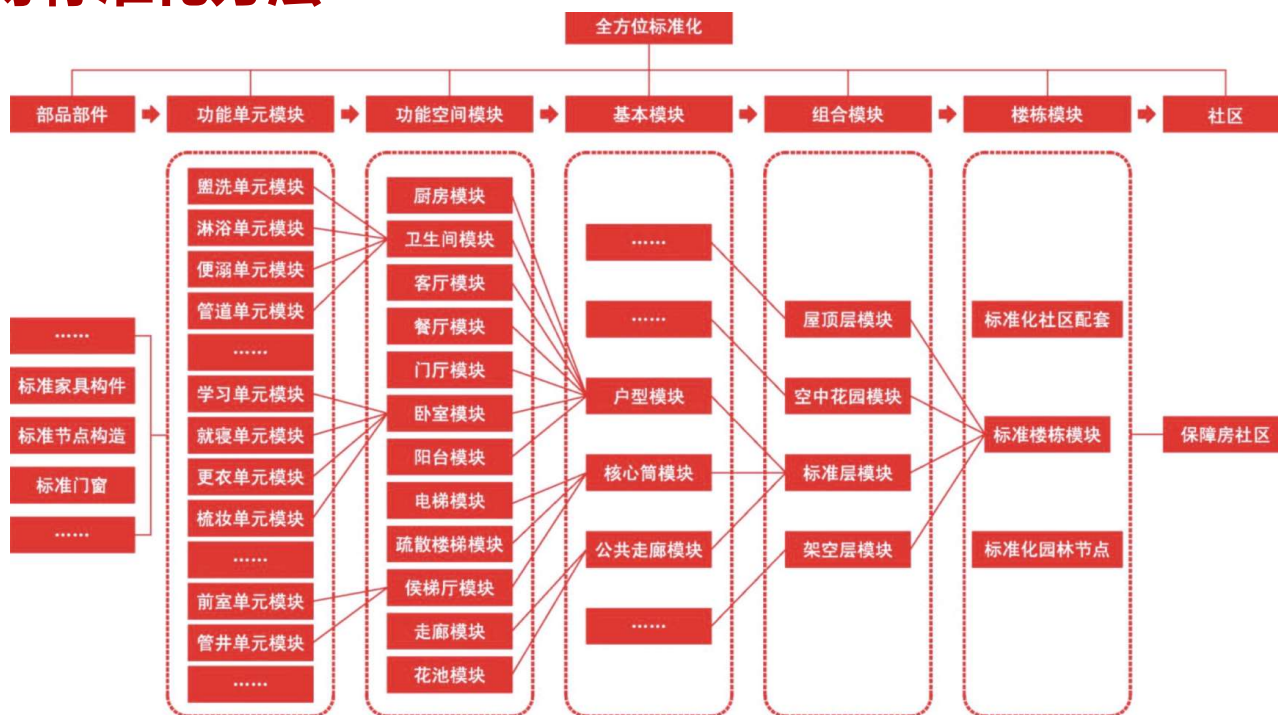 标准化方法
全方位标准化
部品部件
功能单元模块
功能空间模块
基本模块
组合模块
楼栋模块
社区
……
标准家具构件
标准节点构造
标准门窗
……
盥洗单元模块
淋浴单元模块
便溺单元模块
管道单元模块
……
学习单元模块
就寝单元模块
更衣单元模块
梳妆单元模块
……
前室单元模块
管井单元模块
……
厨房模块
卫生间模块
客厅模块
餐厅模块
门厅模块
卧室模块
阳台模块
电梯模块
疏散楼梯模块
侯梯厅模块
走廊模块
花池模块
……
……
户型模块
核心筒模块
公共走廊模块
……
屋顶层模块
空中花园模块
标准层模块
架空层模块
标准化社区配套
标准楼栋模块
标准化园林节点
保障房社区